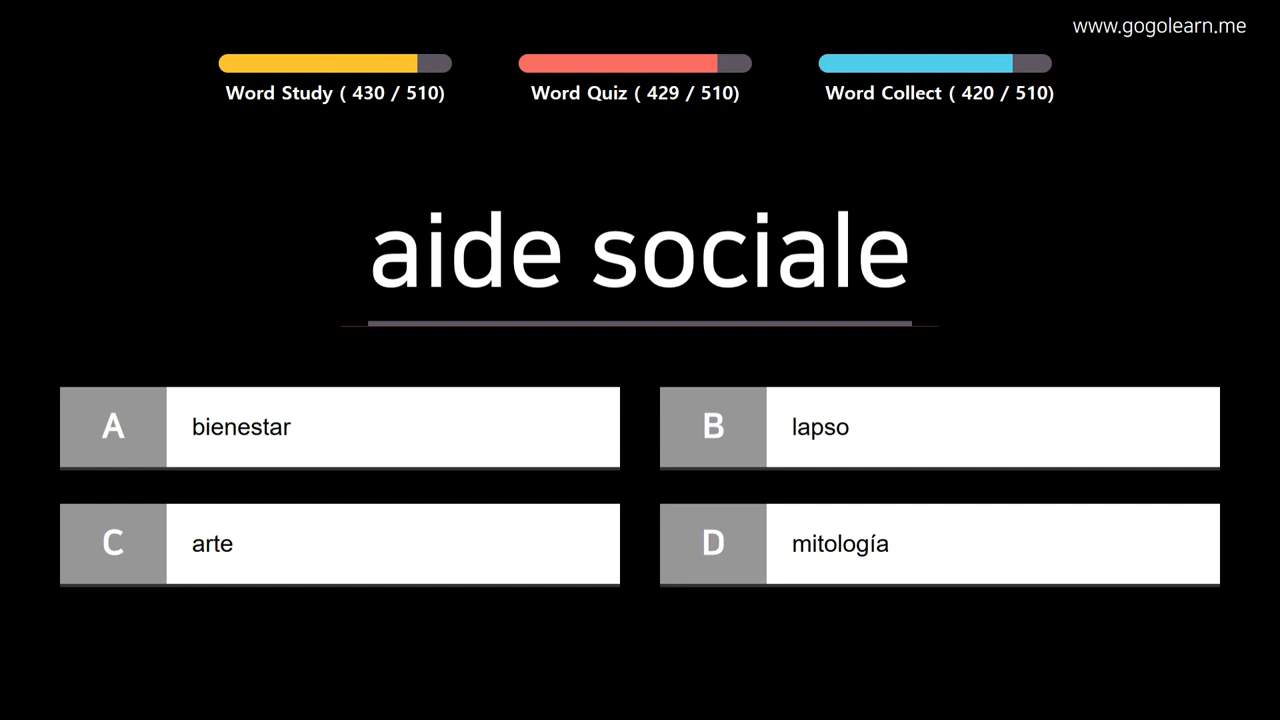 www.gogolearn.me
Word Study ( 430 / 510)
Word Quiz ( 429 / 510)
Word Collect ( 420 / 510)
aide sociale
A
bienestar
B
lapso
C
arte
D
mitología